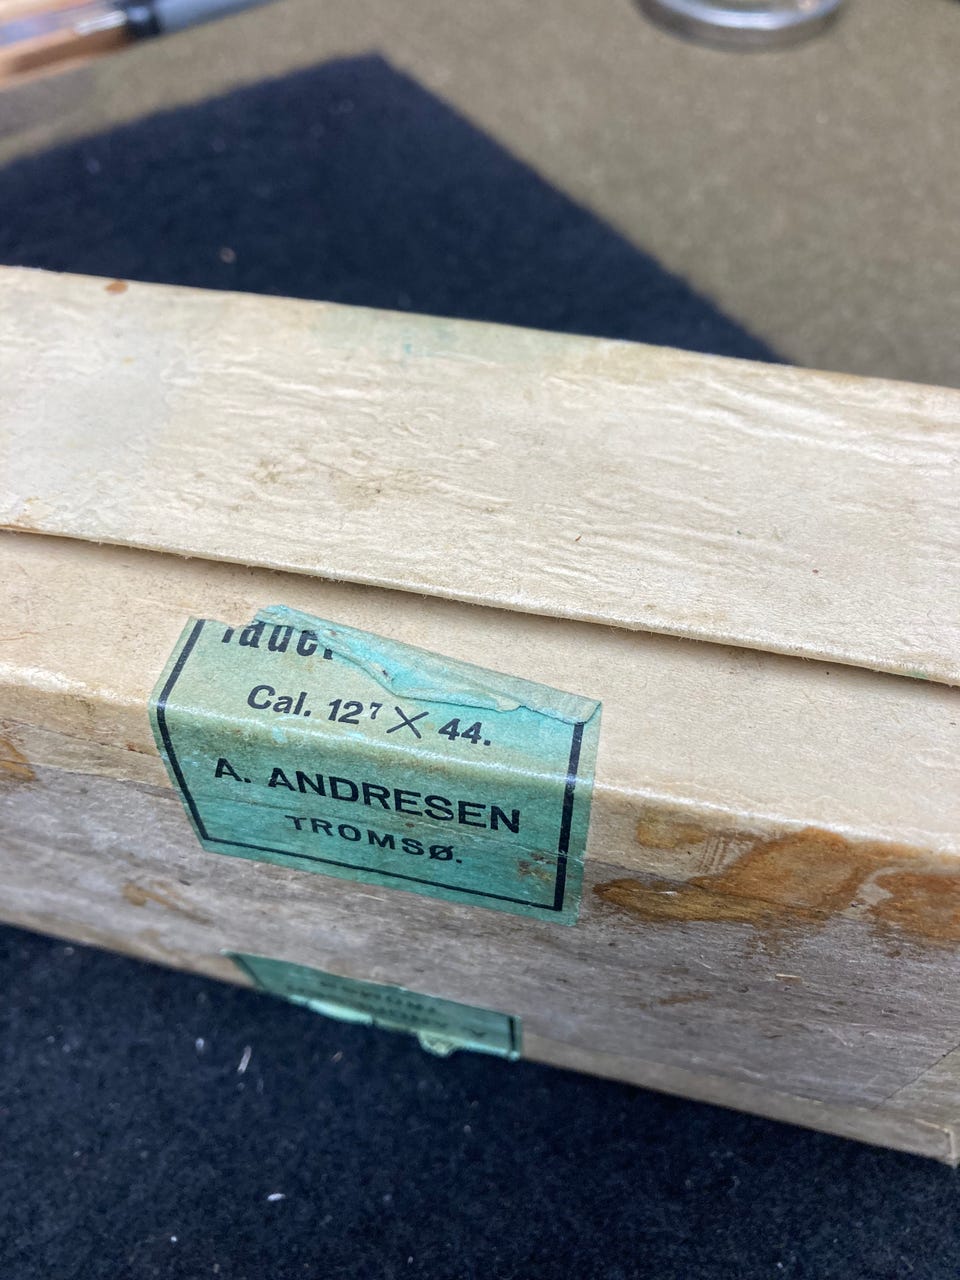 Cal. 12⁷ × 44.
A. ANDRESEN
TROMSØ.